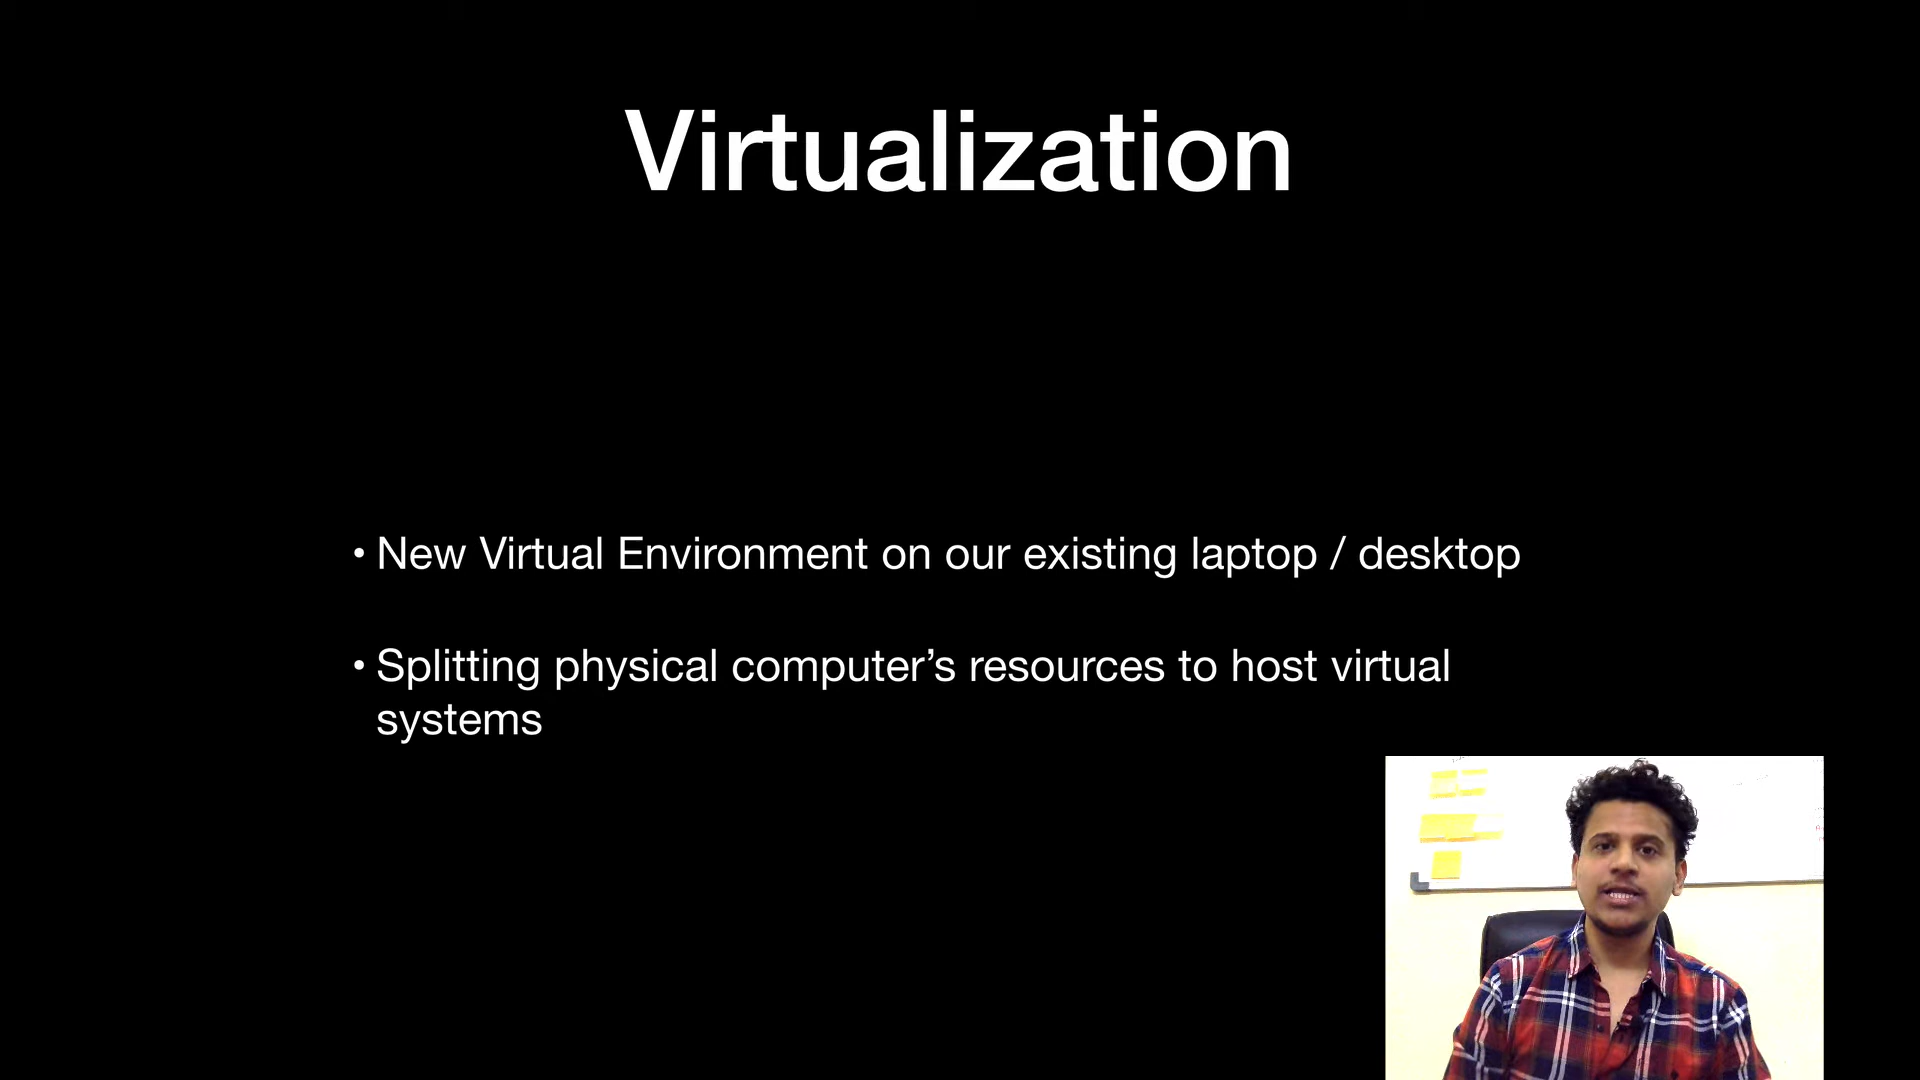 Virtualization
• New Virtual Environment on our existing laptop / desktop
• Splitting physical computer’s resources to host virtual
systems